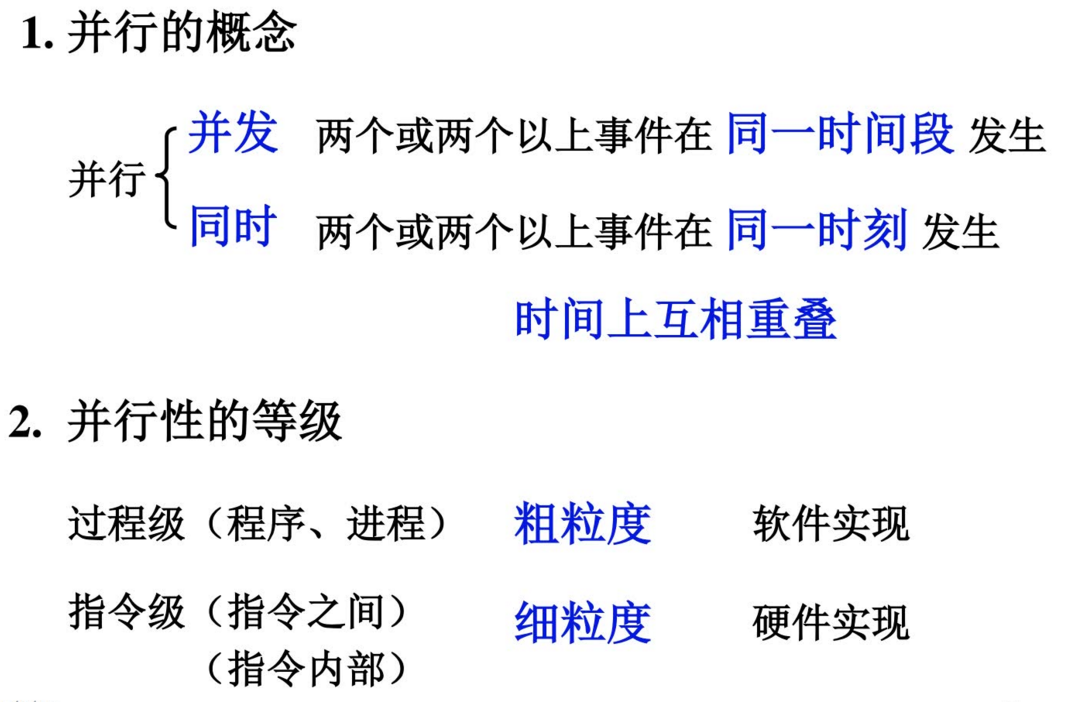 1. 并行的概念
并发 两个或两个以上事件在 同一时间段 发生
并行
同时 两个或两个以上事件在 同一时刻 发生
时间上互相重叠
2. 并行性的等级
过程级（程序、进程） 粗粒度 软件实现
指令级（指令之间） 细粒度 硬件实现
（指令内部）